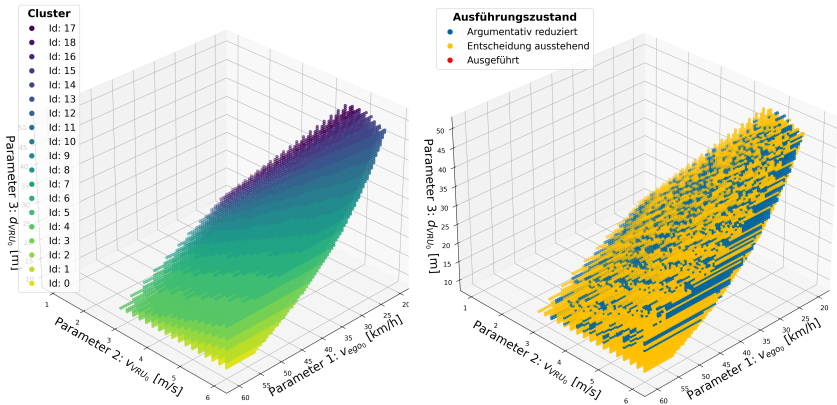 Cluster
Id: 17
Id: 18
Id: 16
Id: 15
Id: 14
Id: 13
Id: 12
Id: 11
Id: 10
Id: 9
Id: 8
Id: 7
Id: 6
Id: 5
Id: 4
Id: 3
Id: 2
Id: 1
Id: 0
Parameter 3: d_VRU₀ [m]
1
2
3
4
5
6
Parameter 2: v_VRU₀ [m/s]
60
55
50
45
40
35
30
25
20
Parameter 1: v_ego₀ [km/h]
Ausführungszustand
Argumentativ reduziert
Entscheidung ausstehend
Ausgeführt
50
45
40
35
30
25
20
15
10
Parameter 3: d_VRU₀ [m]
1
2
3
4
5
6
Parameter 2: v_VRU₀ [m/s]
60
55
50
45
40
35
30
25
20
Parameter 1: v_ego₀ [km/h]